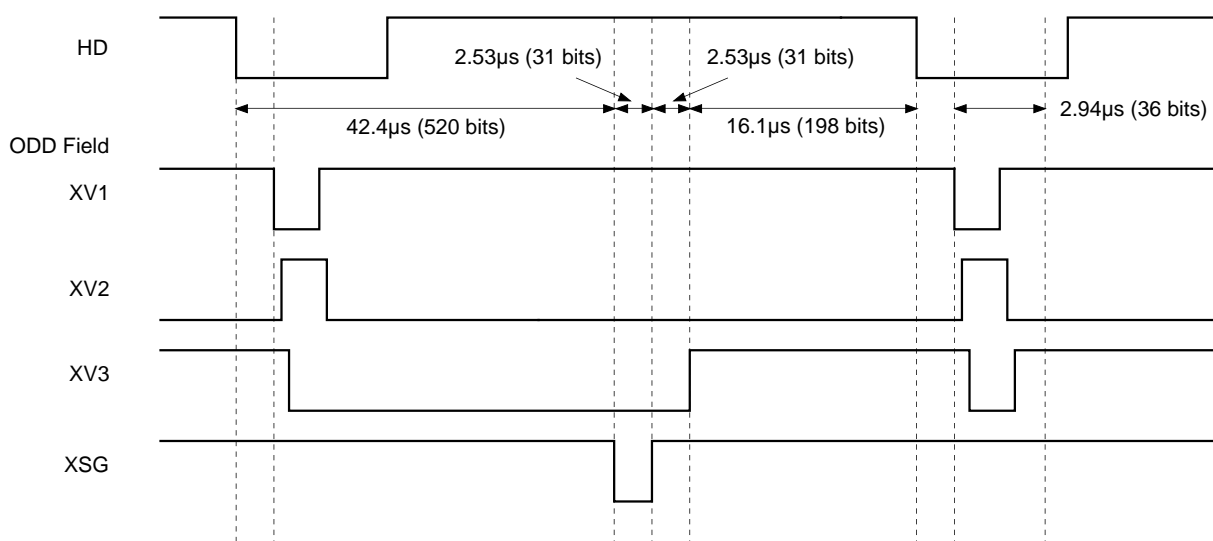 HD
2.53μs (31 bits)
2.53μs (31 bits)
42.4μs (520 bits)
16.1μs (198 bits)
2.94μs (36 bits)
ODD Field
XV1
XV2
XV3
XSG